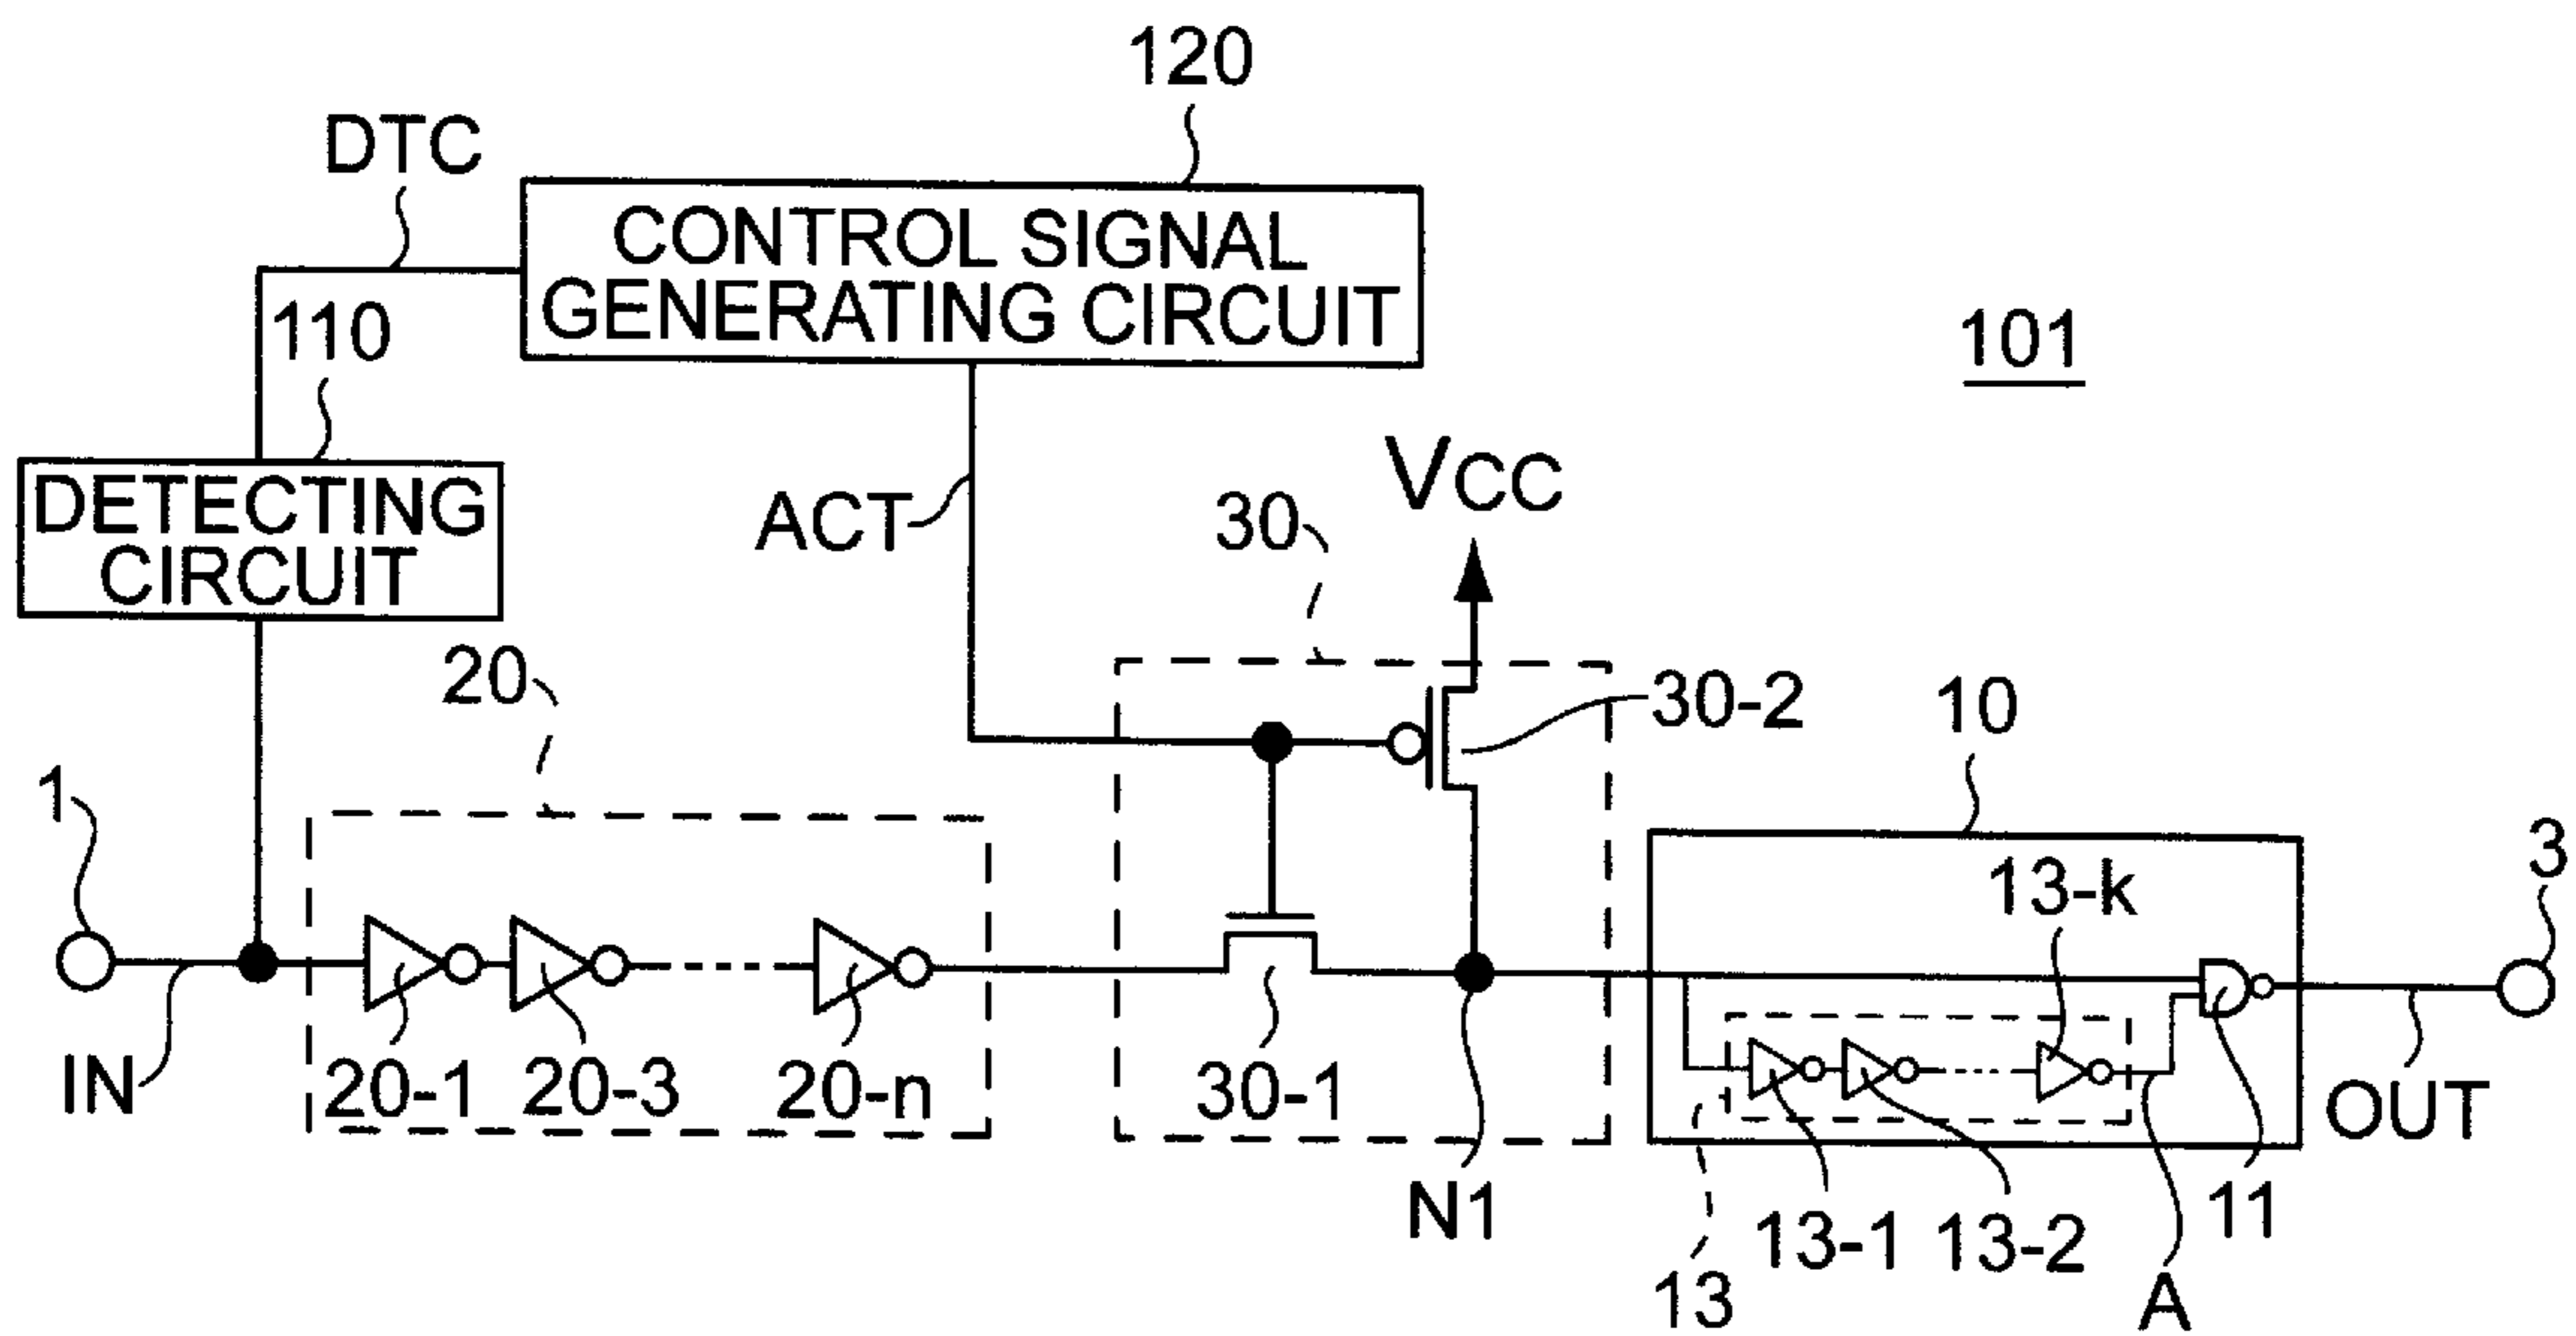 120
DTC
CONTROL SIGNAL
GENERATING CIRCUIT
110
101
VCC
DETECTING
CIRCUIT
ACT
30
20
30-2
10
1
13-k
3
IN
20-1
20-3
20-n
30-1
OUT
N1
11
13-1
13-2
13
A